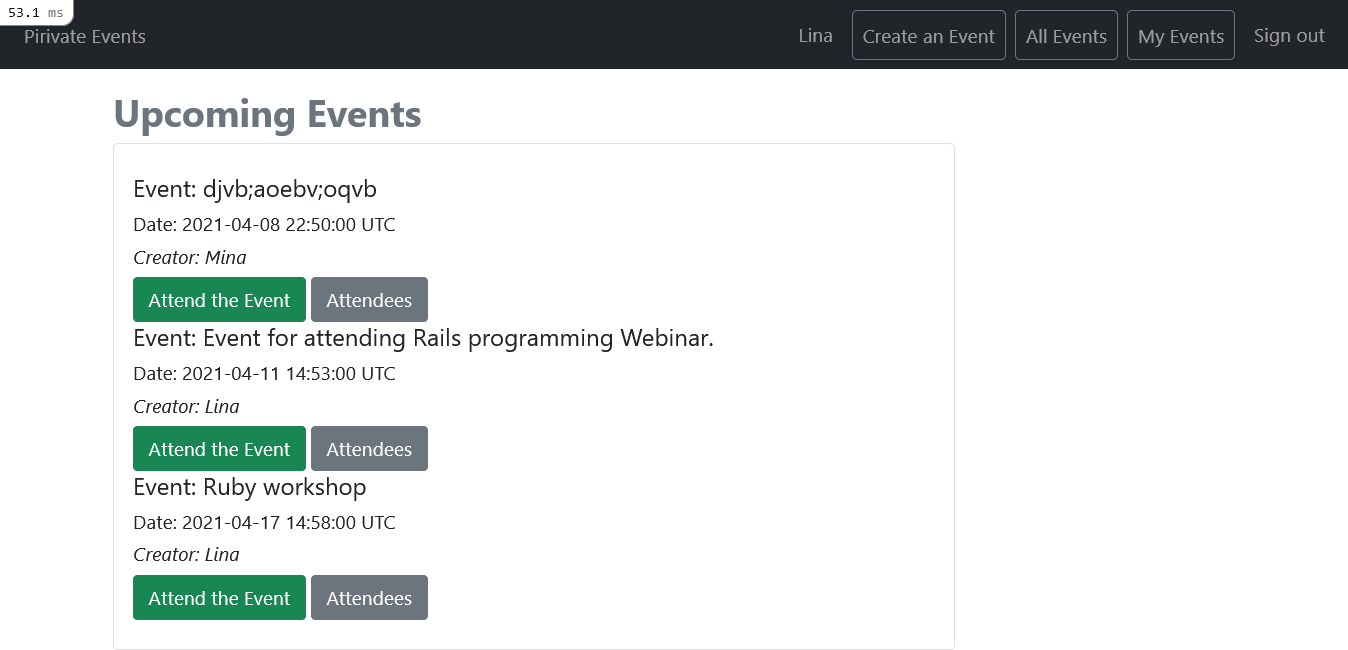 53.1 ms
Pirivate Events Lina Create an Event All Events My Events Sign out
Upcoming Events
Event: djvb;aoebv;oqvb
Date: 2021-04-08 22:50:00 UTC
Creator: Mina
Attend the Event Attendees
Event: Event for attending Rails programming Webinar.
Date: 2021-04-11 14:53:00 UTC
Creator: Lina
Attend the Event Attendees
Event: Ruby workshop
Date: 2021-04-17 14:58:00 UTC
Creator: Lina
Attend the Event Attendees